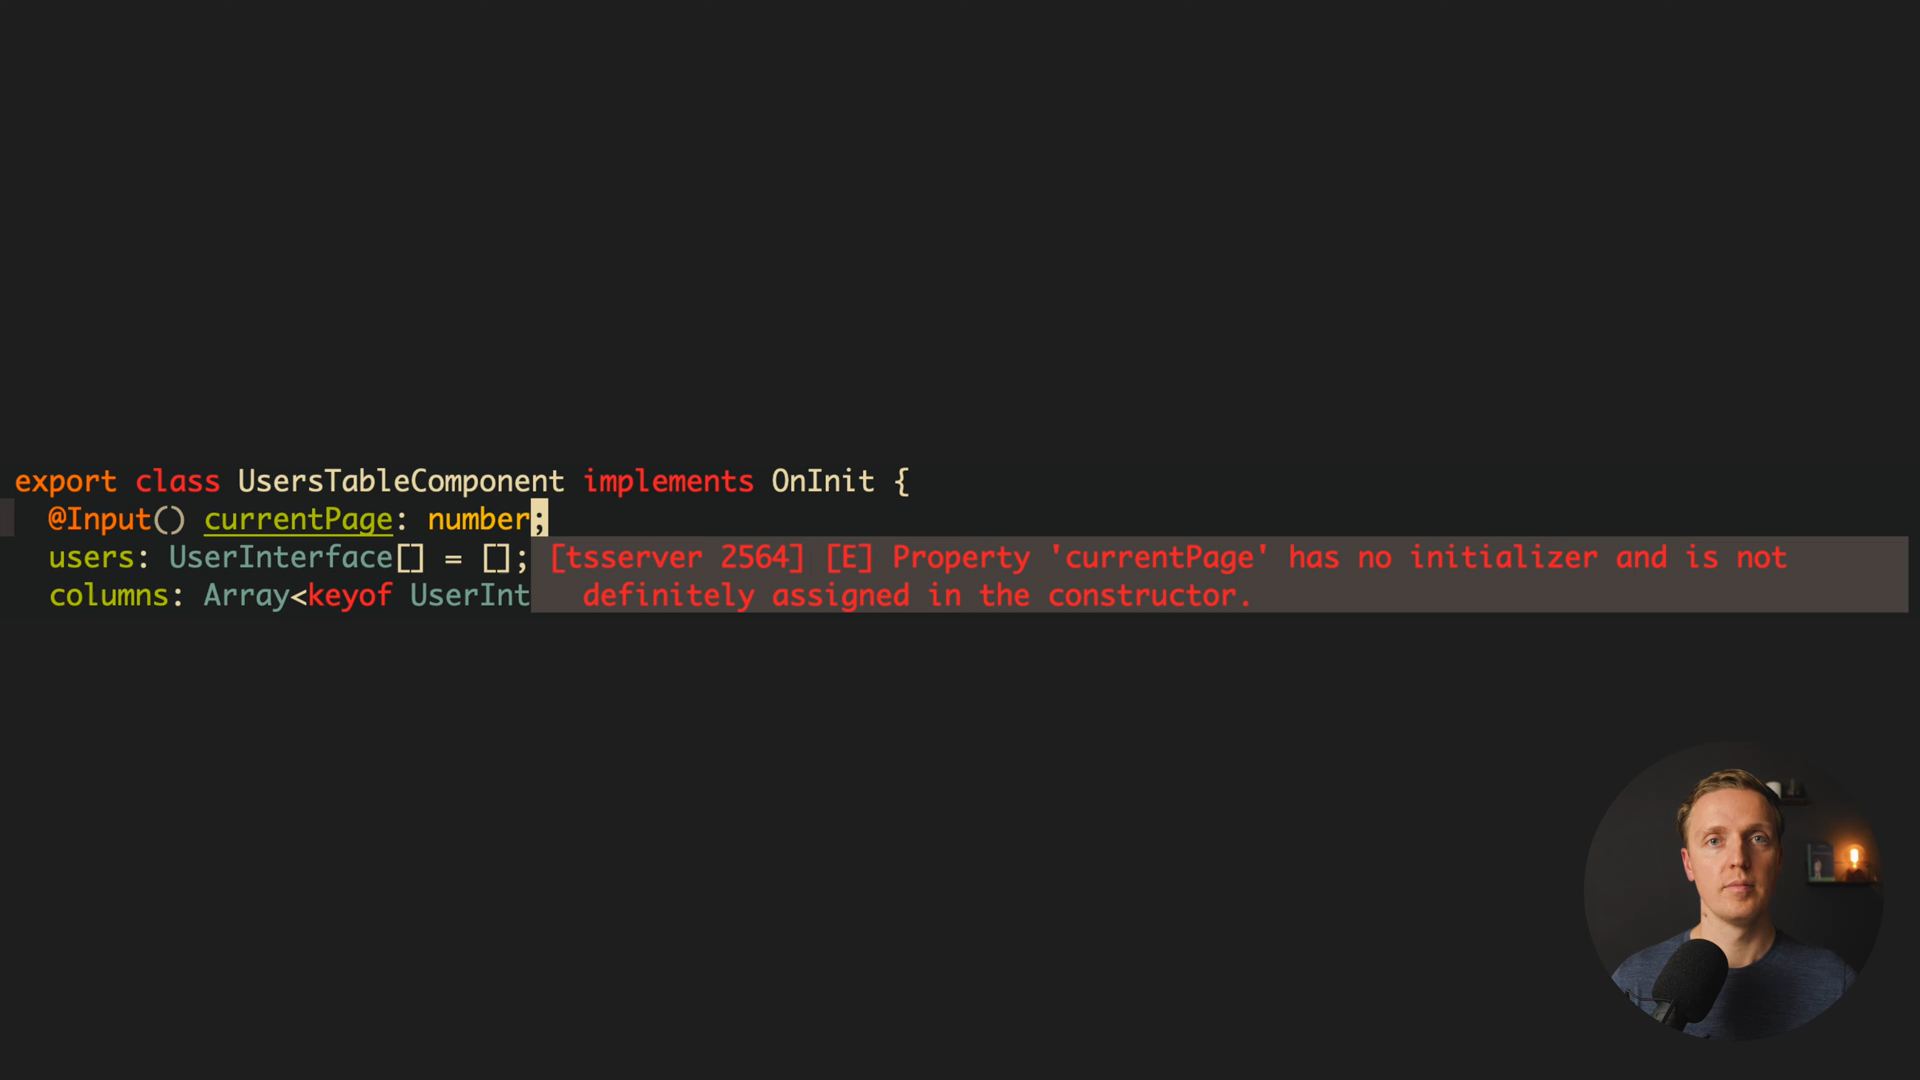 export class UsersTableComponent implements OnInit {
@Input() currentPage: number;
users: UserInterface[] = []; [tsserver 2564] [E] Property 'currentPage' has no initializer and is not
columns: Array<keyof UserInt definitely assigned in the constructor.